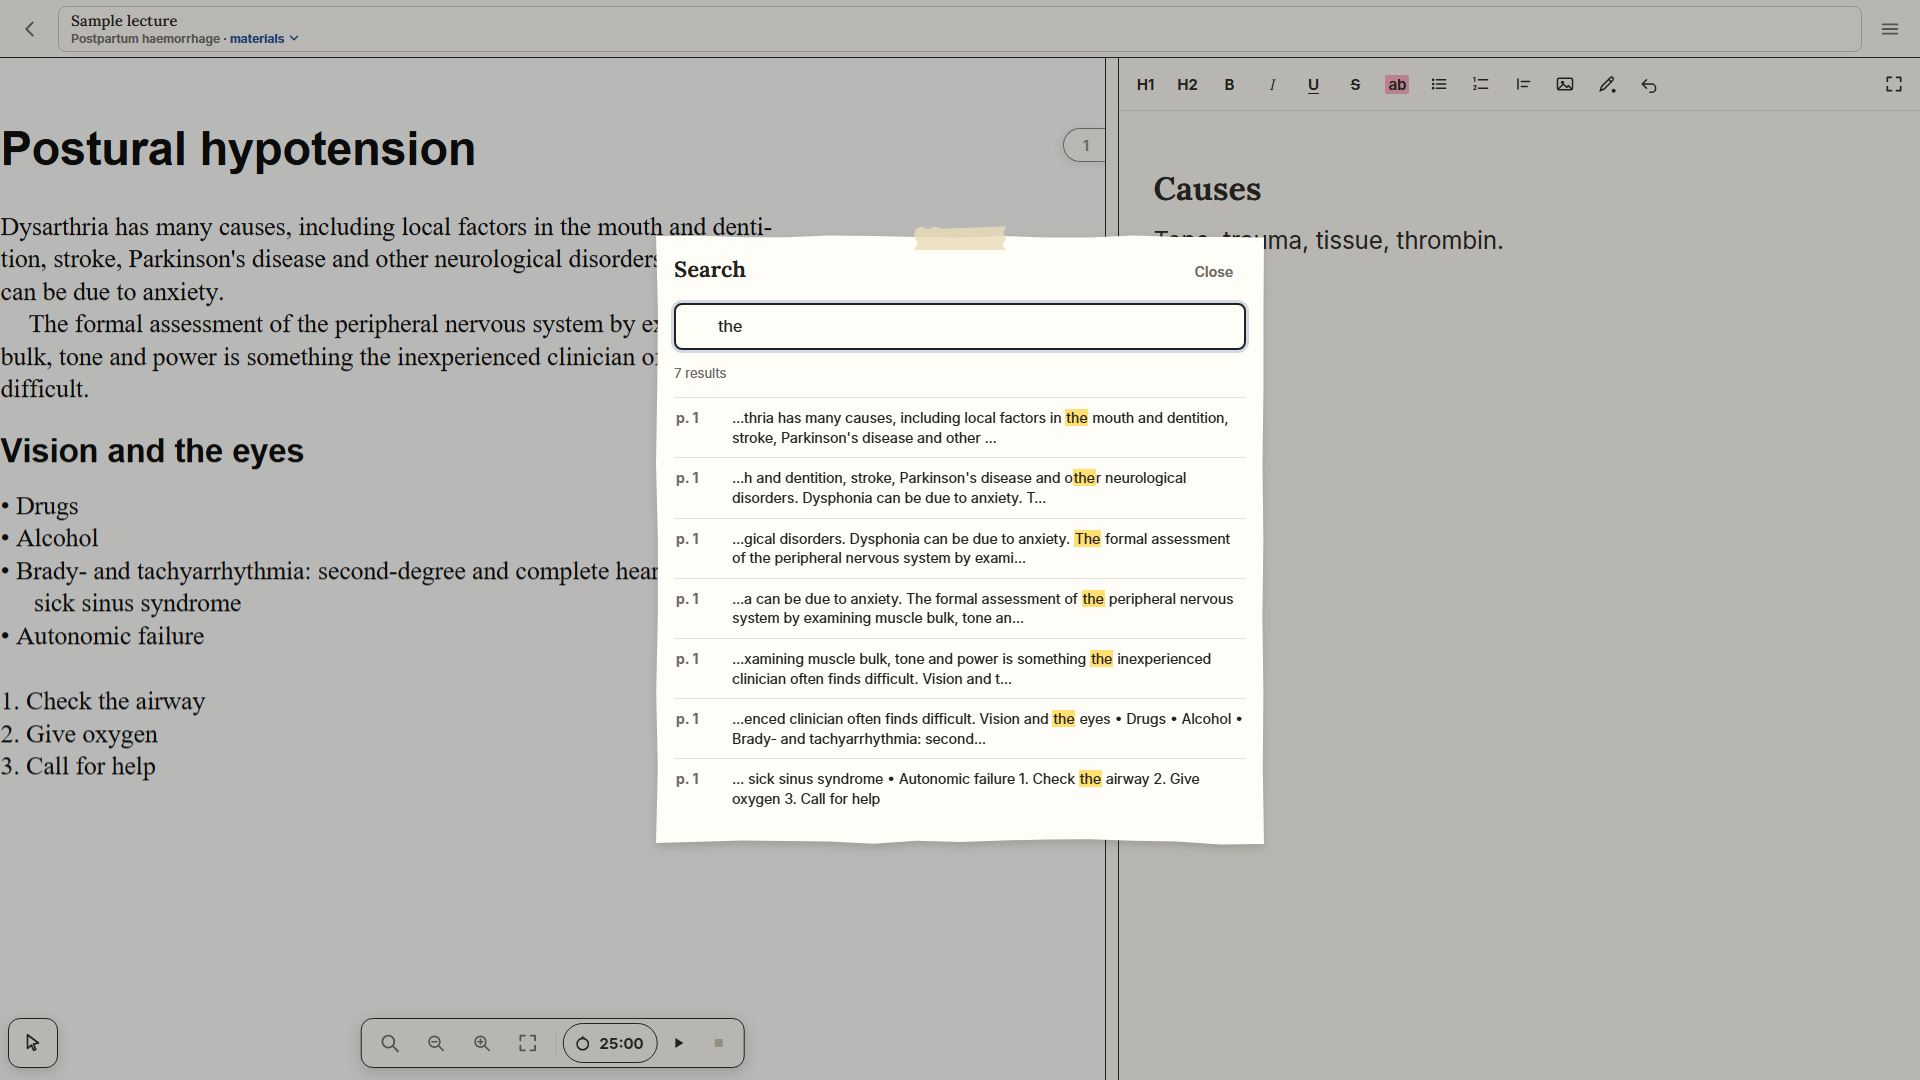 Sample lecture
Postpartum haemorrhage · materials
H1 H2 B I U S ab
Postural hypotension
1
Dysarthria has many causes, including local factors in the mouth and denti-
tion, stroke, Parkinson's disease and other neurological disorders
can be due to anxiety.
The formal assessment of the peripheral nervous system by
bulk, tone and power is something the inexperienced clinician
difficult.
Vision and the eyes
• Drugs
• Alcohol
• Brady- and tachyarrhythmia: second-degree and complete
sick sinus syndrome
• Autonomic failure
1. Check the airway
2. Give oxygen
3. Call for help
Causes
tissue, thrombin.
Search
Close
the
7 results
p. 1
...thria has many causes, including local factors in the mouth and dentition,
stroke, Parkinson's disease and other ...
p. 1
...h and dentition, stroke, Parkinson's disease and other neurological
disorders. Dysphonia can be due to anxiety. T...
p. 1
...gical disorders. Dysphonia can be due to anxiety. The formal assessment
of the peripheral nervous system by exami...
p. 1
...a can be due to anxiety. The formal assessment of the peripheral nervous
system by examining muscle bulk, tone an...
p. 1
...xamining muscle bulk, tone and power is something the inexperienced
clinician often finds difficult. Vision and t...
p. 1
...enced clinician often finds difficult. Vision and the eyes • Drugs • Alcohol •
Brady- and tachyarrhythmia: second...
p. 1
... sick sinus syndrome • Autonomic failure 1. Check the airway 2. Give
oxygen 3. Call for help
25:00